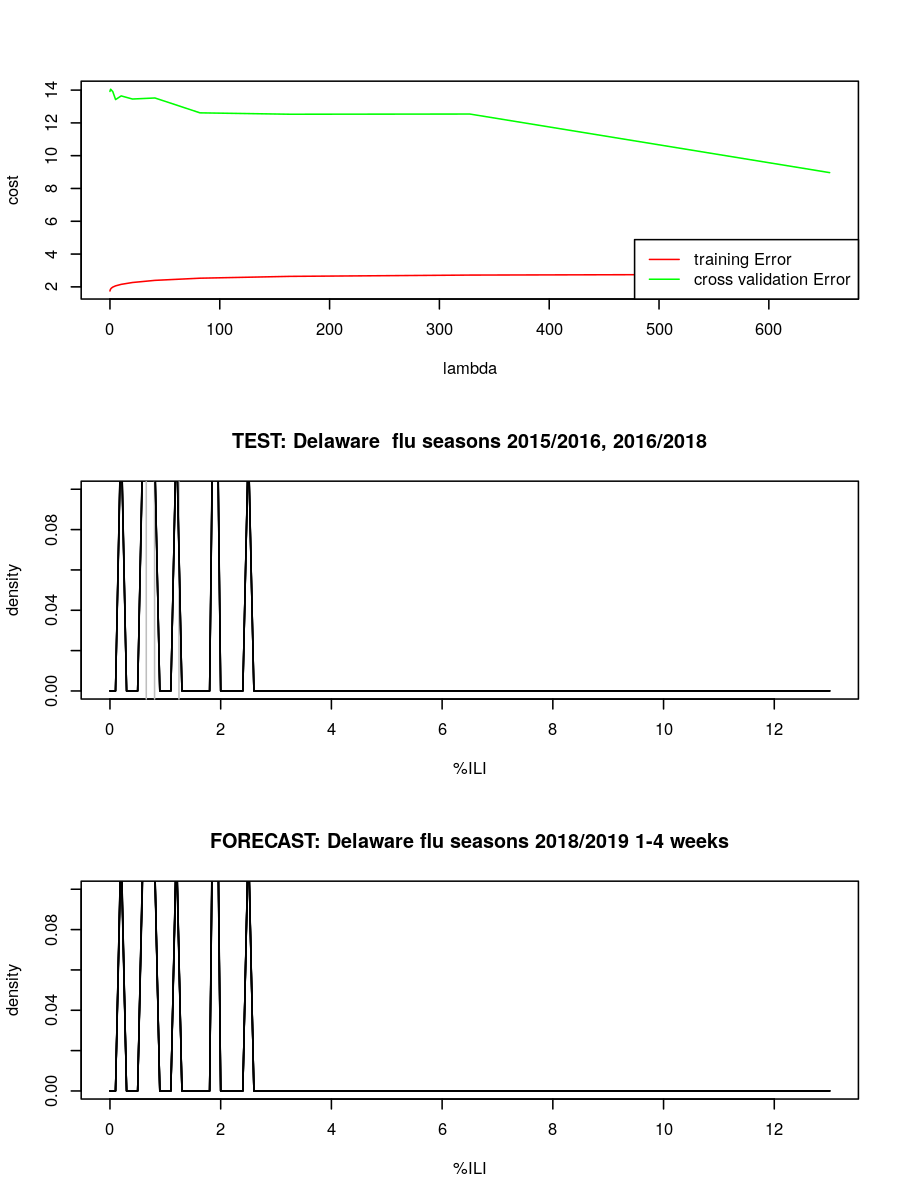 14
12
10
8
6
4
2
cost
training Error
cross validation Error
0 100 200 300 400 500 600
lambda
TEST: Delaware  flu seasons 2015/2016, 2016/2018
0.08
0.04
0.00
density
0 2 4 6 8 10 12
%ILI
FORECAST: Delaware flu seasons 2018/2019 1-4 weeks
0.08
0.04
0.00
density
0 2 4 6 8 10 12
%ILI